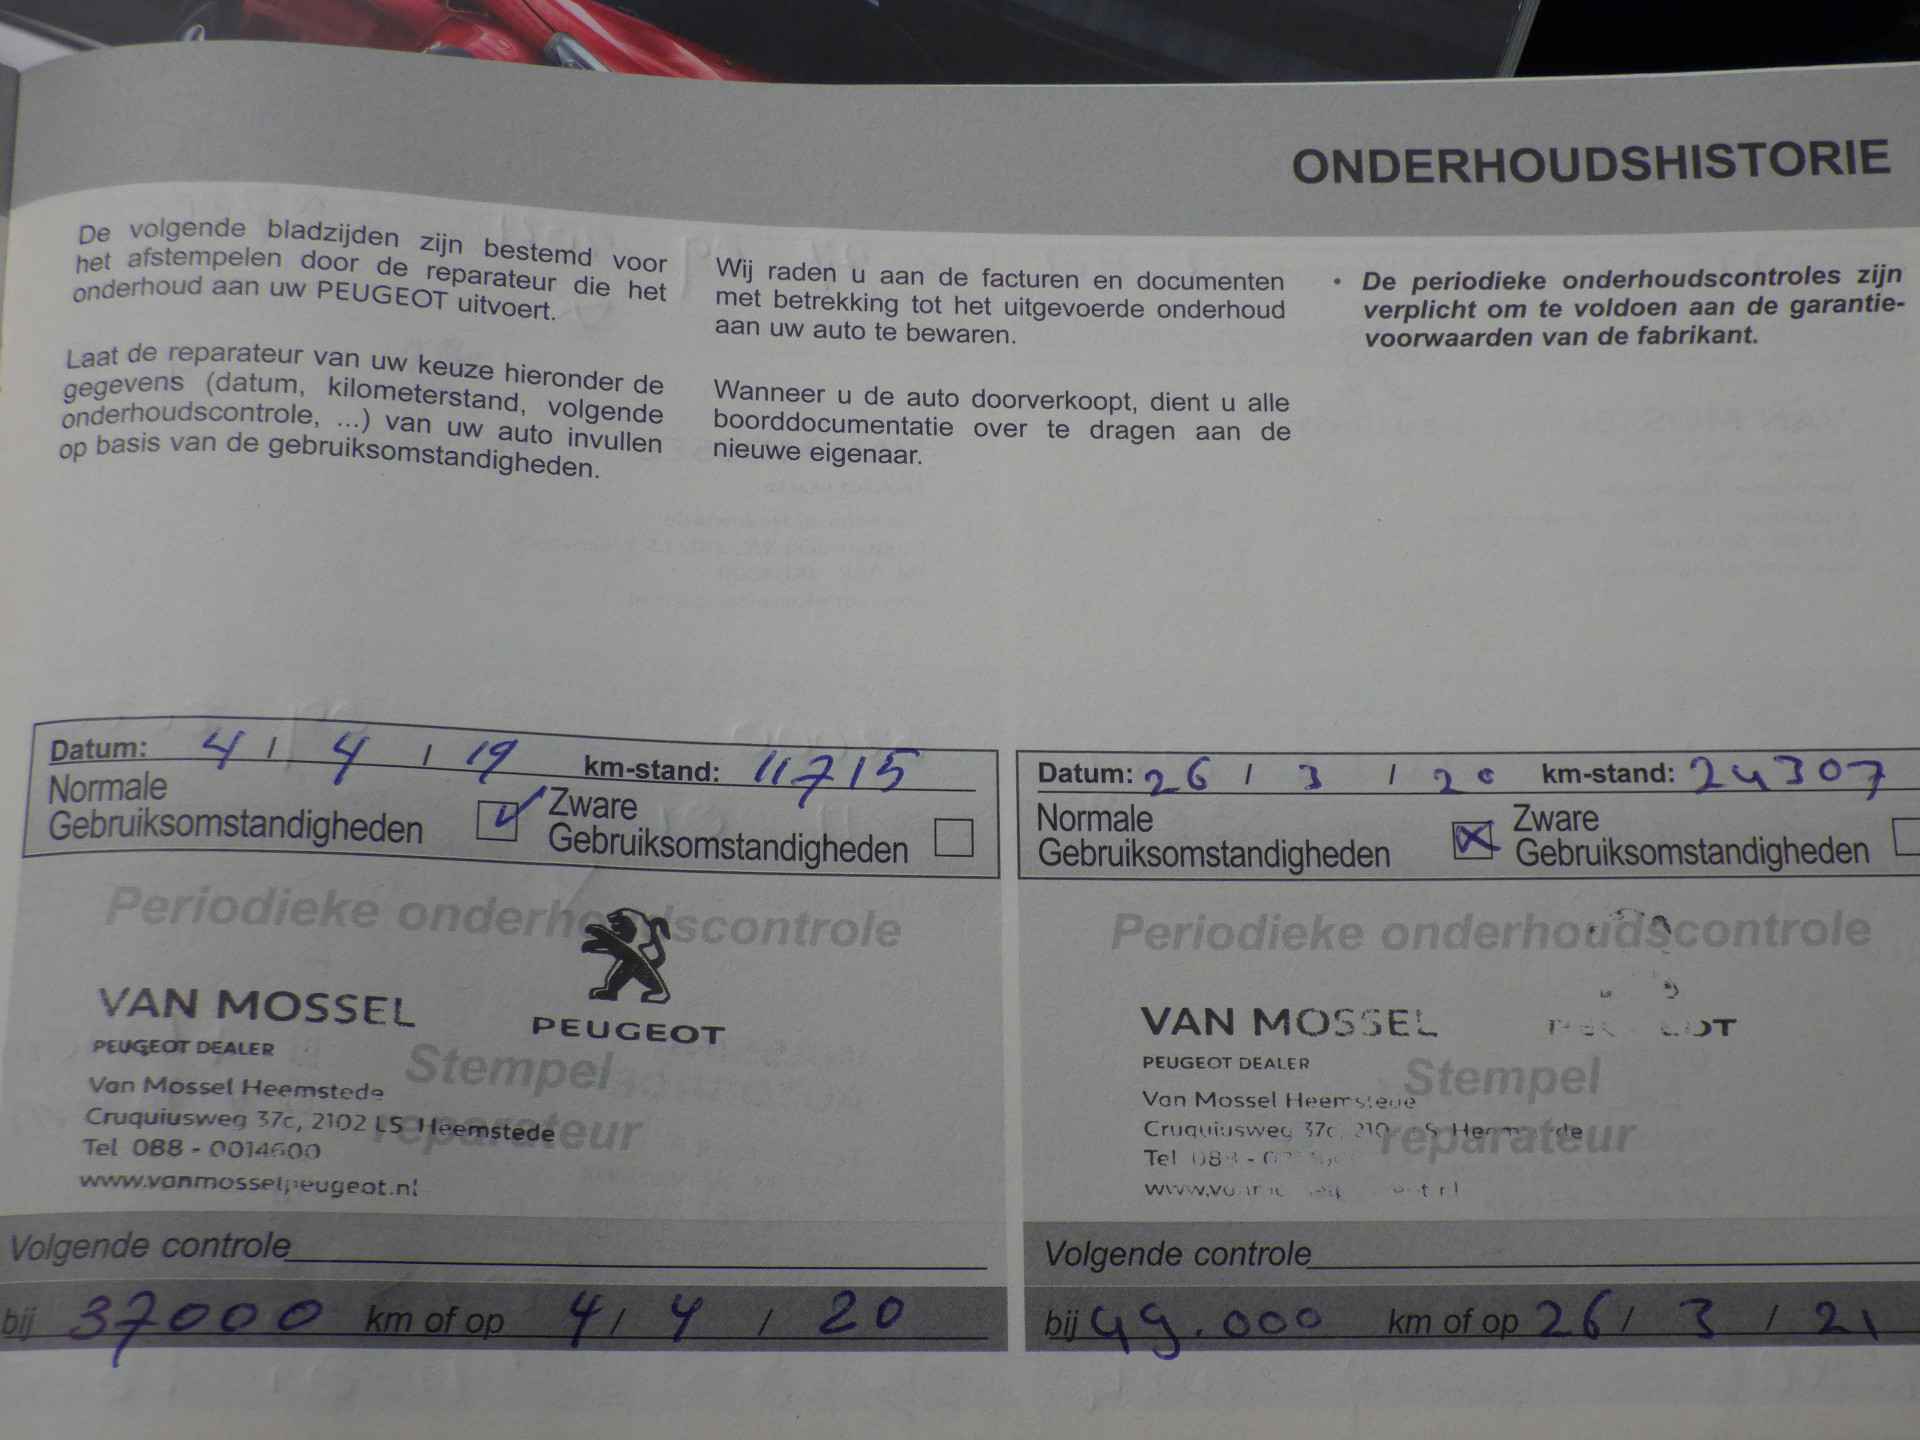 ONDERHOUDSHISTORIE
De volgende bladzijden zijn bestemd voor
het afstempelen door de reparateur die het
onderhoud aan uw PEUGEOT uitvoert.
Laat de reparateur van uw keuze hieronder de
gegevens (datum, kilometerstand, volgende
onderhoudscontrole, ...) van uw auto invullen
op basis van de gebruiksomstandigheden.
Wij raden u aan de facturen en documenten
met betrekking tot het uitgevoerde onderhoud
aan uw auto te bewaren.
Wanneer u de auto doorverkoopt, dient u alle
boorddocumentatie over te dragen aan de
nieuwe eigenaar.
• De periodieke onderhoudscontroles zijn
verplicht om te voldoen aan de garantie-
voorwaarden van de fabrikant.
Datum: 4 / 4 / 19 km-stand: 11715
Normale
Gebruiksomstandigheden
Zware
Gebruiksomstandigheden
Periodieke onderhoudscontrole
VAN MOSSEL
PEUGEOT
PEUGEOT DEALER
Stempel
reparateur
Van Mossel Heemstede
Cruquiusweg 37c, 2102 LS Heemstede
Tel 088 - 0014600
www.vanmosselpeugeot.nl
Volgende controle
bij 37000 km of op 4 / 4 / 20
Datum: 26 / 3 / 20 km-stand: 24307
Normale
Gebruiksomstandigheden
Zware
Gebruiksomstandigheden
Periodieke onderhoudscontrole
VAN MOSSEL
PEUGEOT DEALER
Stempel
reparateur
Van Mossel Heemstede
Cruquiusweg 37c
Tel
Volgende controle
bij 49.000 km of op 26 / 3 / 21